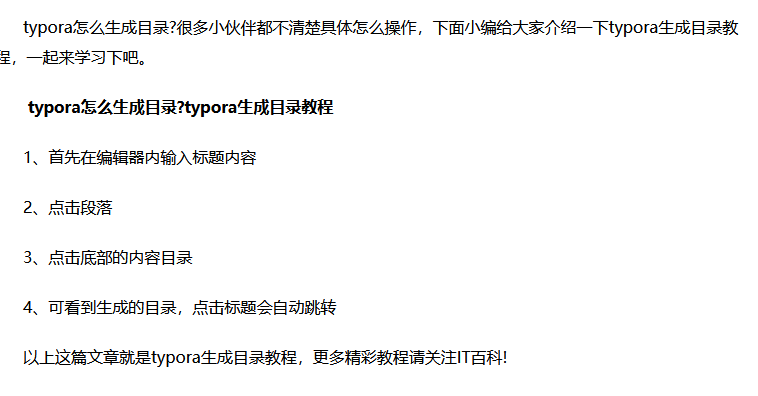 typora怎么生成目录?很多小伙伴都不清楚具体怎么操作，下面小编给大家介绍一下typora生成目录教
程，一起来学习下吧。
typora怎么生成目录?typora生成目录教程
1、首先在编辑器内输入标题内容
2、点击段落
3、点击底部的内容目录
4、可看到生成的目录，点击标题会自动跳转
以上这篇文章就是typora生成目录教程，更多精彩教程请关注IT百科!